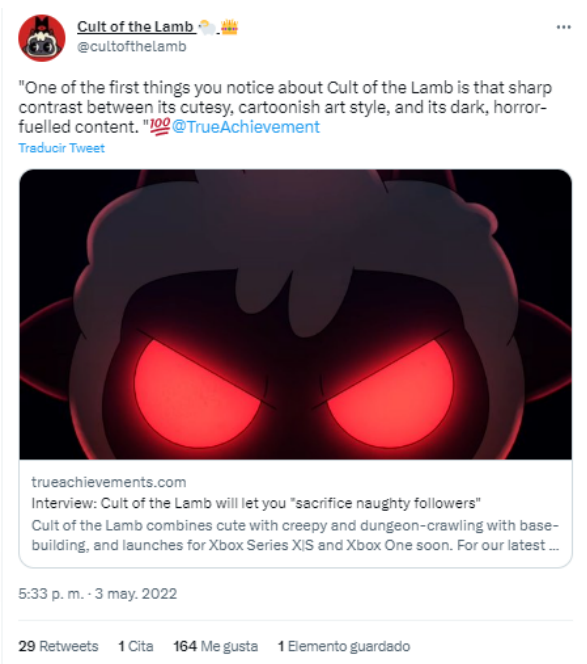 Cult of the Lamb
@cultofthelamb
"One of the first things you notice about Cult of the Lamb is that sharp
contrast between its cutesy, cartoonish art style, and its dark, horror-
fuelled content. "💯@TrueAchievement
Traducir Tweet
trueachievements.com
Interview: Cult of the Lamb will let you "sacrifice naughty followers"
Cult of the Lamb combines cute with creepy and dungeon-crawling with base-
building, and launches for Xbox Series X|S and Xbox One soon. For our latest ...
5:33 p. m. · 3 may. 2022
29 Retweets 1 Cita 164 Me gusta 1 Elemento guardado